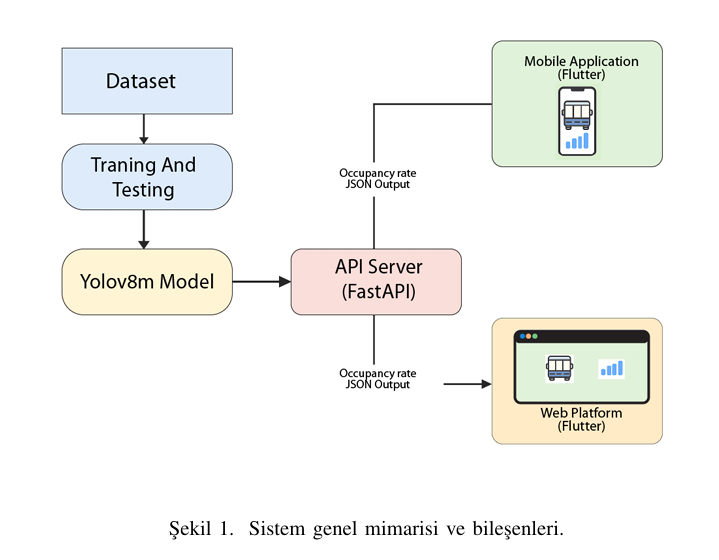 Dataset
Traning And
Testing
Yolov8m Model
API Server
(FastAPI)
Occupancy rate
JSON Output
Mobile Application
(Flutter)
Occupancy rate
JSON Output
Web Platform
(Flutter)
Şekil 1. Sistem genel mimarisi ve bileşenleri.